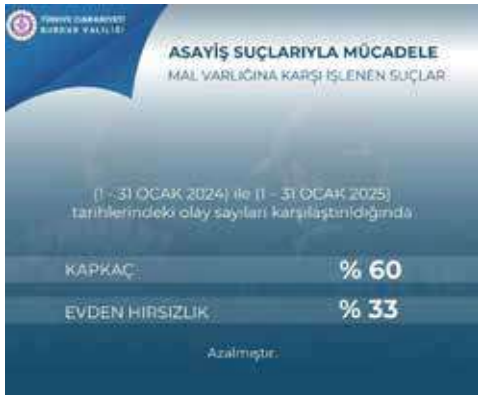 TÜRKİYE CUMHURİYETİ
BURDUR VALİLİĞİ
ASAYİŞ SUÇLARIYLA MÜCADELE
MAL VARLIĞINA KARŞI İŞLENEN SUÇLAR
(1 - 31 OCAK 2024) ile (1 - 31 OCAK 2025)
tarihlerindeki olay sayıları karşılaştırıldığında
KAPKAÇ % 60
EVDEN HIRSIZLIK % 33
Azalmıştır.